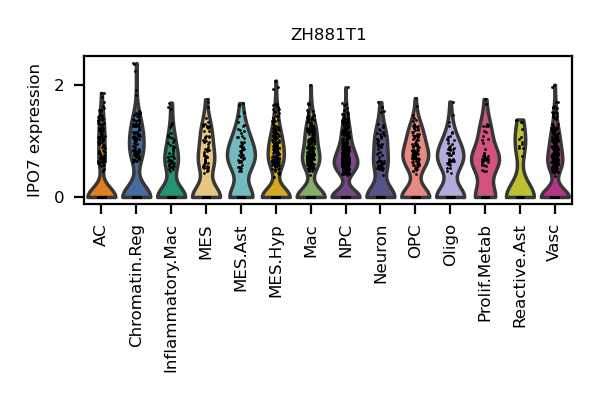 ZH881T1
IPO7 expression
2
0
AC
Chromatin.Reg
Inflammatory.Mac
MES
MES.Ast
MES.Hyp
Mac
NPC
Neuron
OPC
Oligo
Prolif.Metab
Reactive.Ast
Vasc